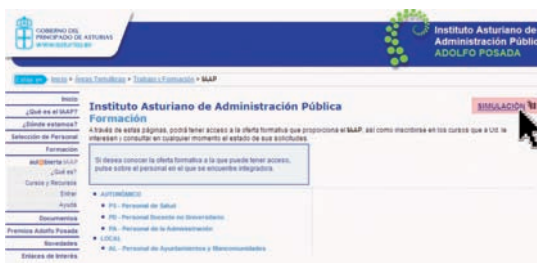 GOBIERNO DEL
PRINCIPADO DE ASTURIAS
Instituto Asturiano de
Administración Públic
ADOLFO POSADA
Inicio > Áreas Temáticas > Trabajo y Formación > IAAP
Inicio
¿Qué es el IAAP?
¿Dónde estamos?
Selección de Personal
Formación
¿Qué es?
Cursos y Recursos
Entrar
Ayuda
Documentos
Premios Adolfo Posada
Novedades
Enlaces de Interés
Instituto Asturiano de Administración Pública
SIMULACIÓN
Formación
A través de estas páginas, podrá tener acceso a la oferta formativa que proporciona el IAAP, así como inscribirse en los cursos que a Ud. le
interesen y consultar en cualquier momento el estado de sus solicitudes.
Si desea conocer la oferta formativa a la que puede tener acceso,
pulse sobre el personal en el que se encuentre integrado/a.
AUTONÓMICO
PS - Personal de Salud
PD - Personal Docente no Universitario
PA - Personal de la Administración
LOCAL
AL - Personal de Ayuntamientos y Mancomunidades